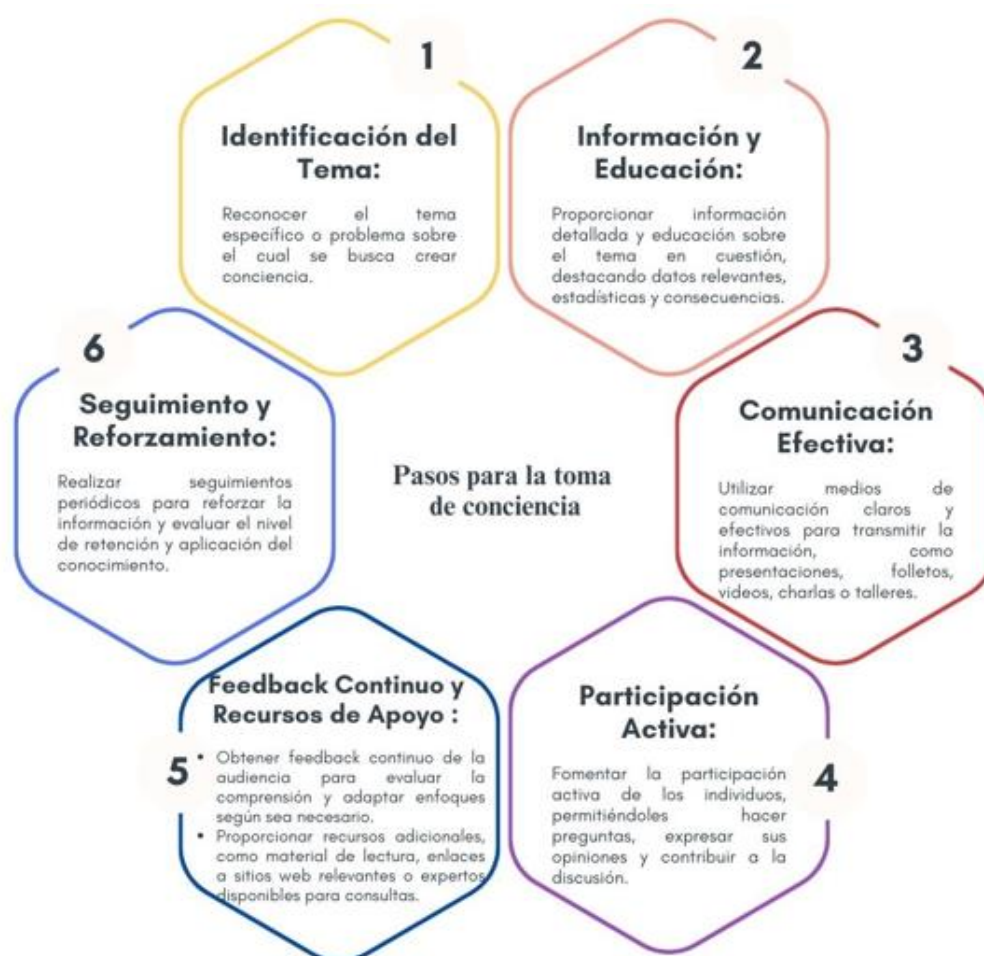 1
Identificación del
Tema:
Reconocer el tema
específico o problema sobre
el cual se busca crear
conciencia.
2
Información y
Educación:
Proporcionar información
detallada y educación sobre
el tema en cuestión,
destacando datos relevantes,
estadísticas y consecuencias.
3
Comunicación
Efectiva:
Utilizar medios de
comunicación claros y
efectivos para transmitir la
información, como
presentaciones, folletos,
videos, charlas o talleres.
Pasos para la toma
de conciencia
4
Participación
Activa:
Fomentar la participación
activa de los individuos,
permitiéndoles hacer
preguntas, expresar sus
opiniones y contribuir a la
discusión.
5
Feedback Continuo y
Recursos de Apoyo :
• Obtener feedback continuo de la
audiencia para evaluar la
comprensión y adaptar enfoques
según sea necesario.
• Proporcionar recursos adicionales,
como material de lectura, enlaces
a sitios web relevantes o expertos
disponibles para consultas.
6
Seguimiento y
Reforzamiento:
Realizar seguimientos
periódicos para reforzar la
información y evaluar el nivel
de retención y aplicación del
conocimiento.